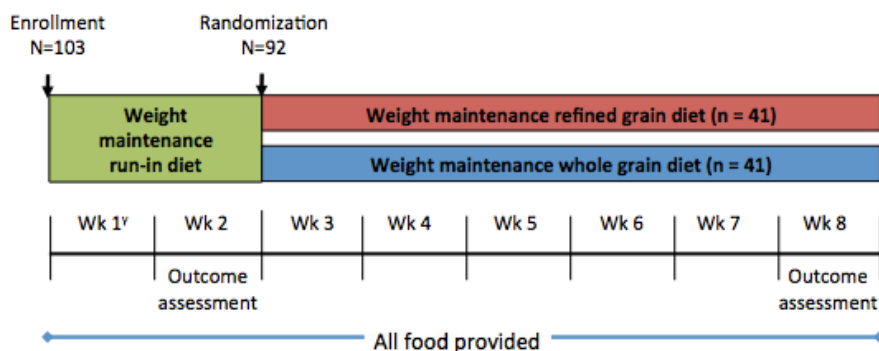 Enrollment
N=103
Randomization
N=92
Weight
maintenance
run-in diet
Weight maintenance refined grain diet (n = 41)
Weight maintenance whole grain diet (n = 41)
Wk 1ᵞ Wk 2 Wk 3 Wk 4 Wk 5 Wk 6 Wk 7 Wk 8
Outcome
assessment
Outcome
assessment
All food provided